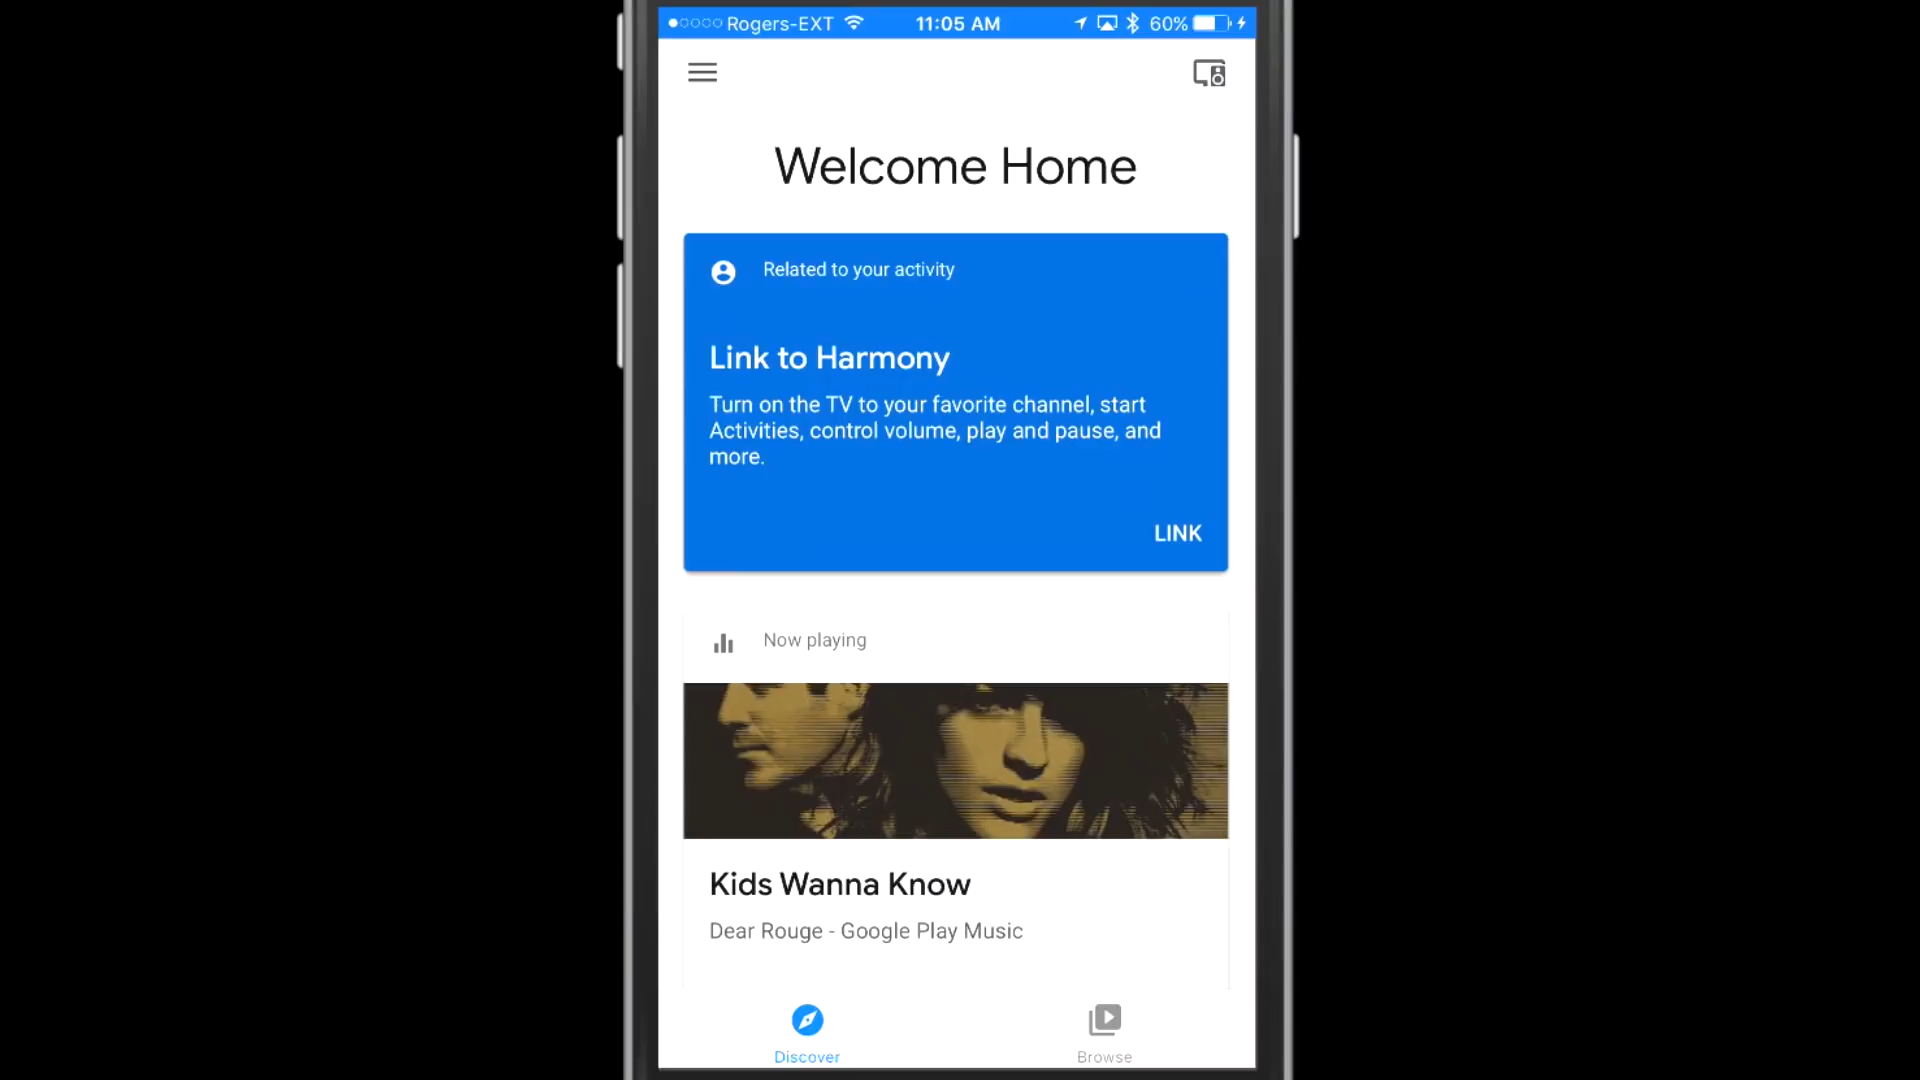 Rogers-EXT 11:05 AM 60%
Welcome Home
Related to your activity
Link to Harmony
Turn on the TV to your favorite channel, start
Activities, control volume, play and pause, and
more.
LINK
Now playing
Kids Wanna Know
Dear Rouge - Google Play Music
Discover Browse